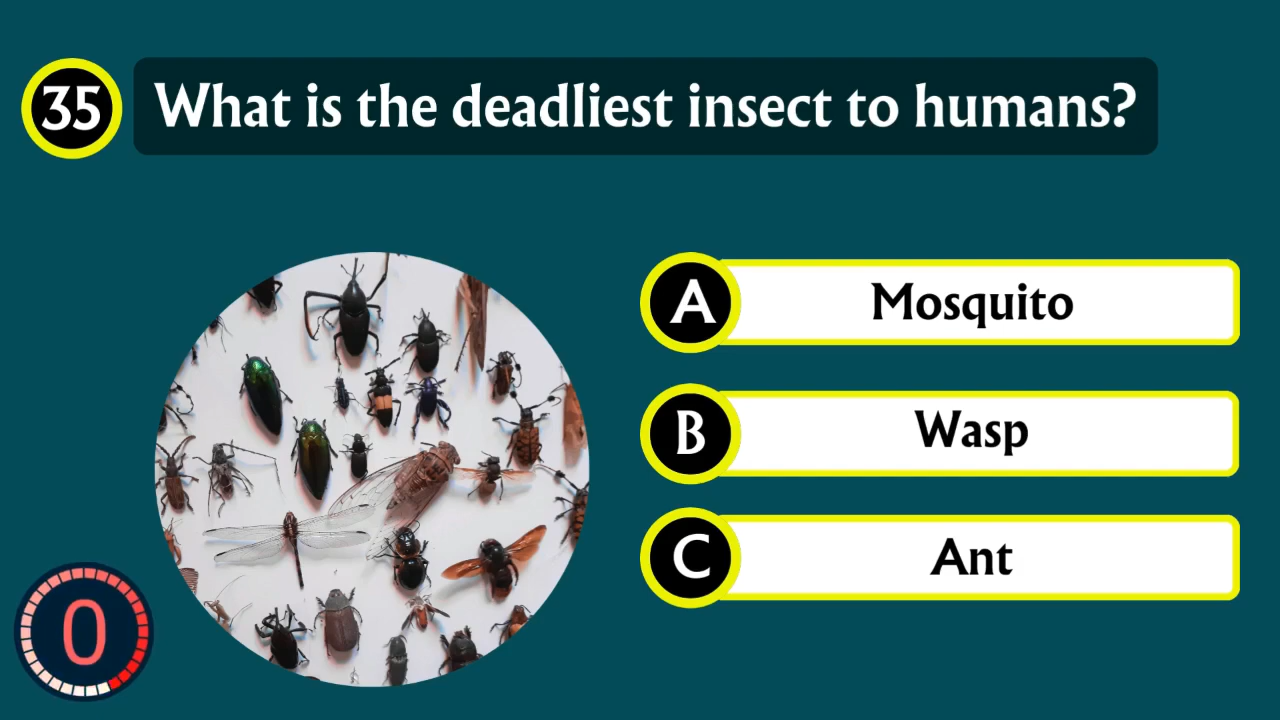 35
What is the deadliest insect to humans?
A
Mosquito
B
Wasp
C
Ant
0